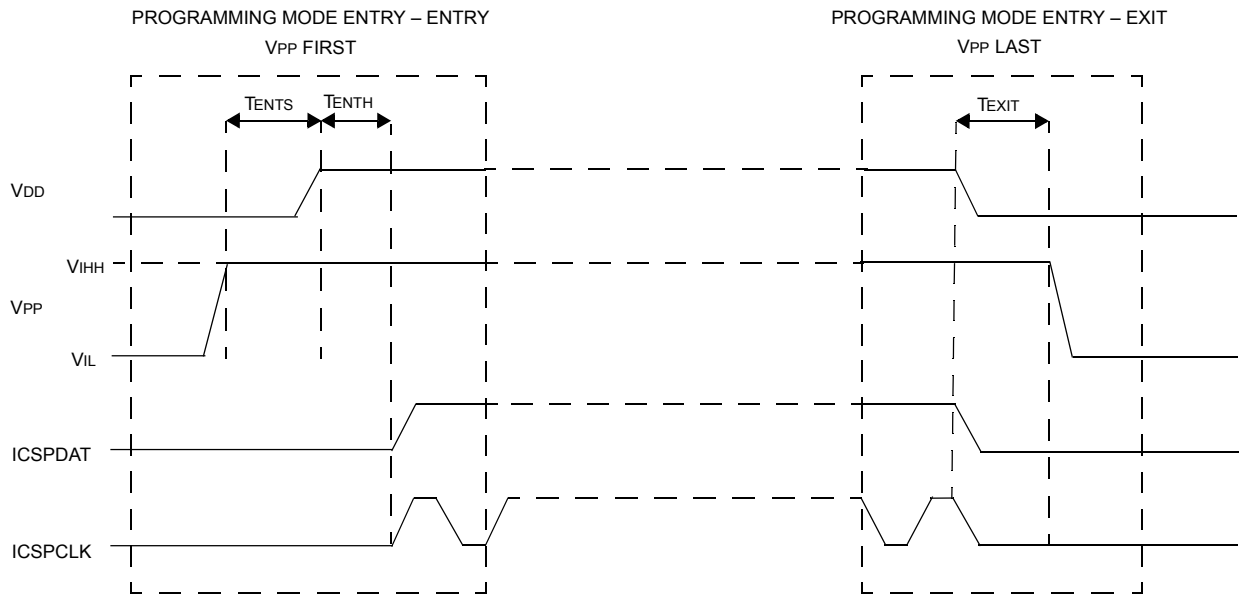 PROGRAMMING MODE ENTRY – ENTRY
VPP FIRST
PROGRAMMING MODE ENTRY – EXIT
VPP LAST
TENTS
TENTH
TEXIT
VDD
VIHH
VPP
VIL
ICSPDAT
ICSPCLK